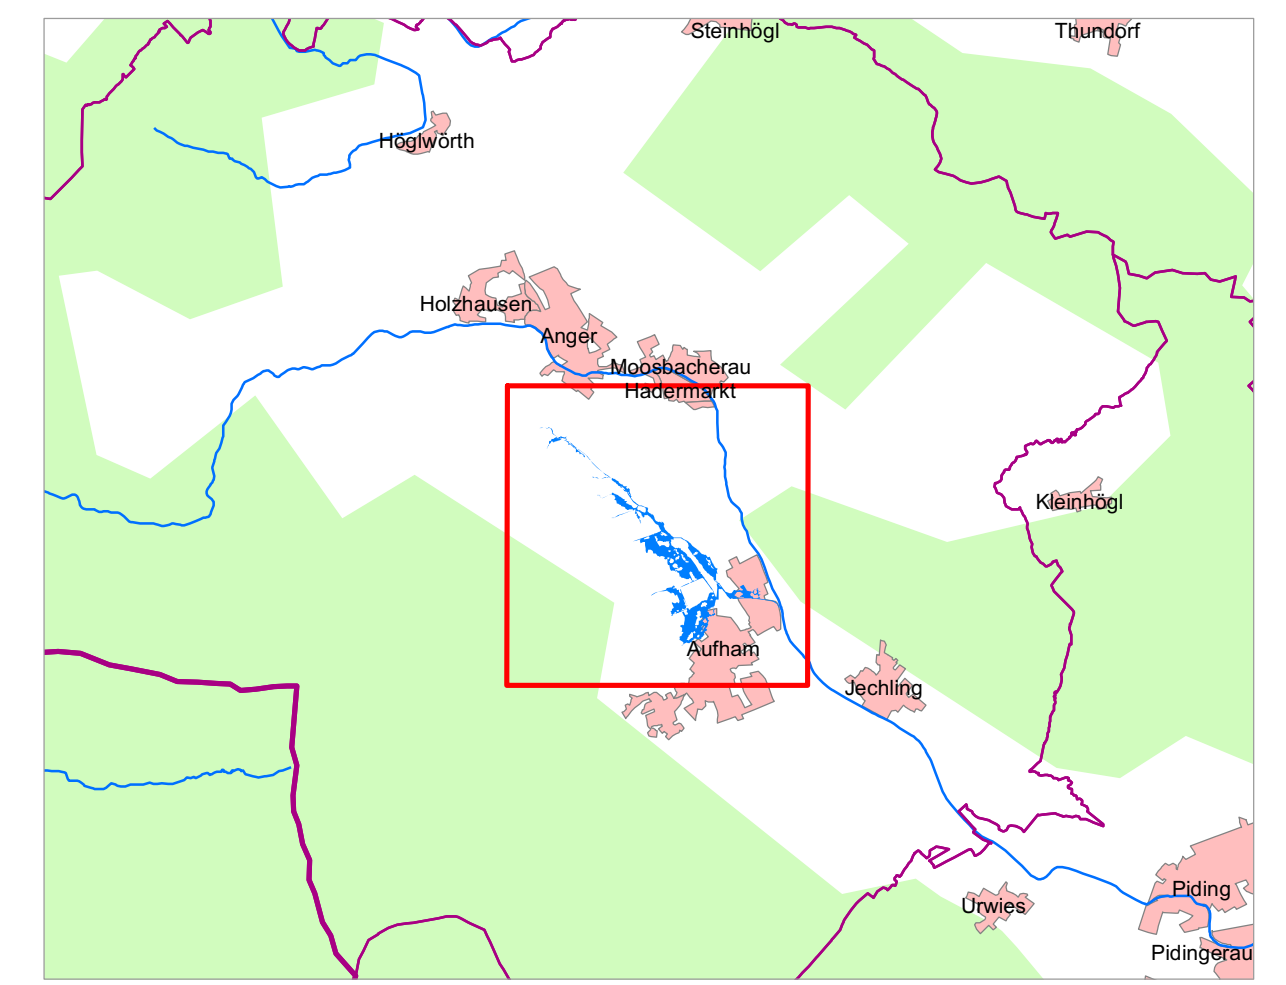 Steinhögl
Thundorf
Höglwörth
Holzhausen
Anger
Moosbacherau
Hadermarkt
Kleinhögl
Aufham
Jechling
Piding
Urwies
Pidingerau